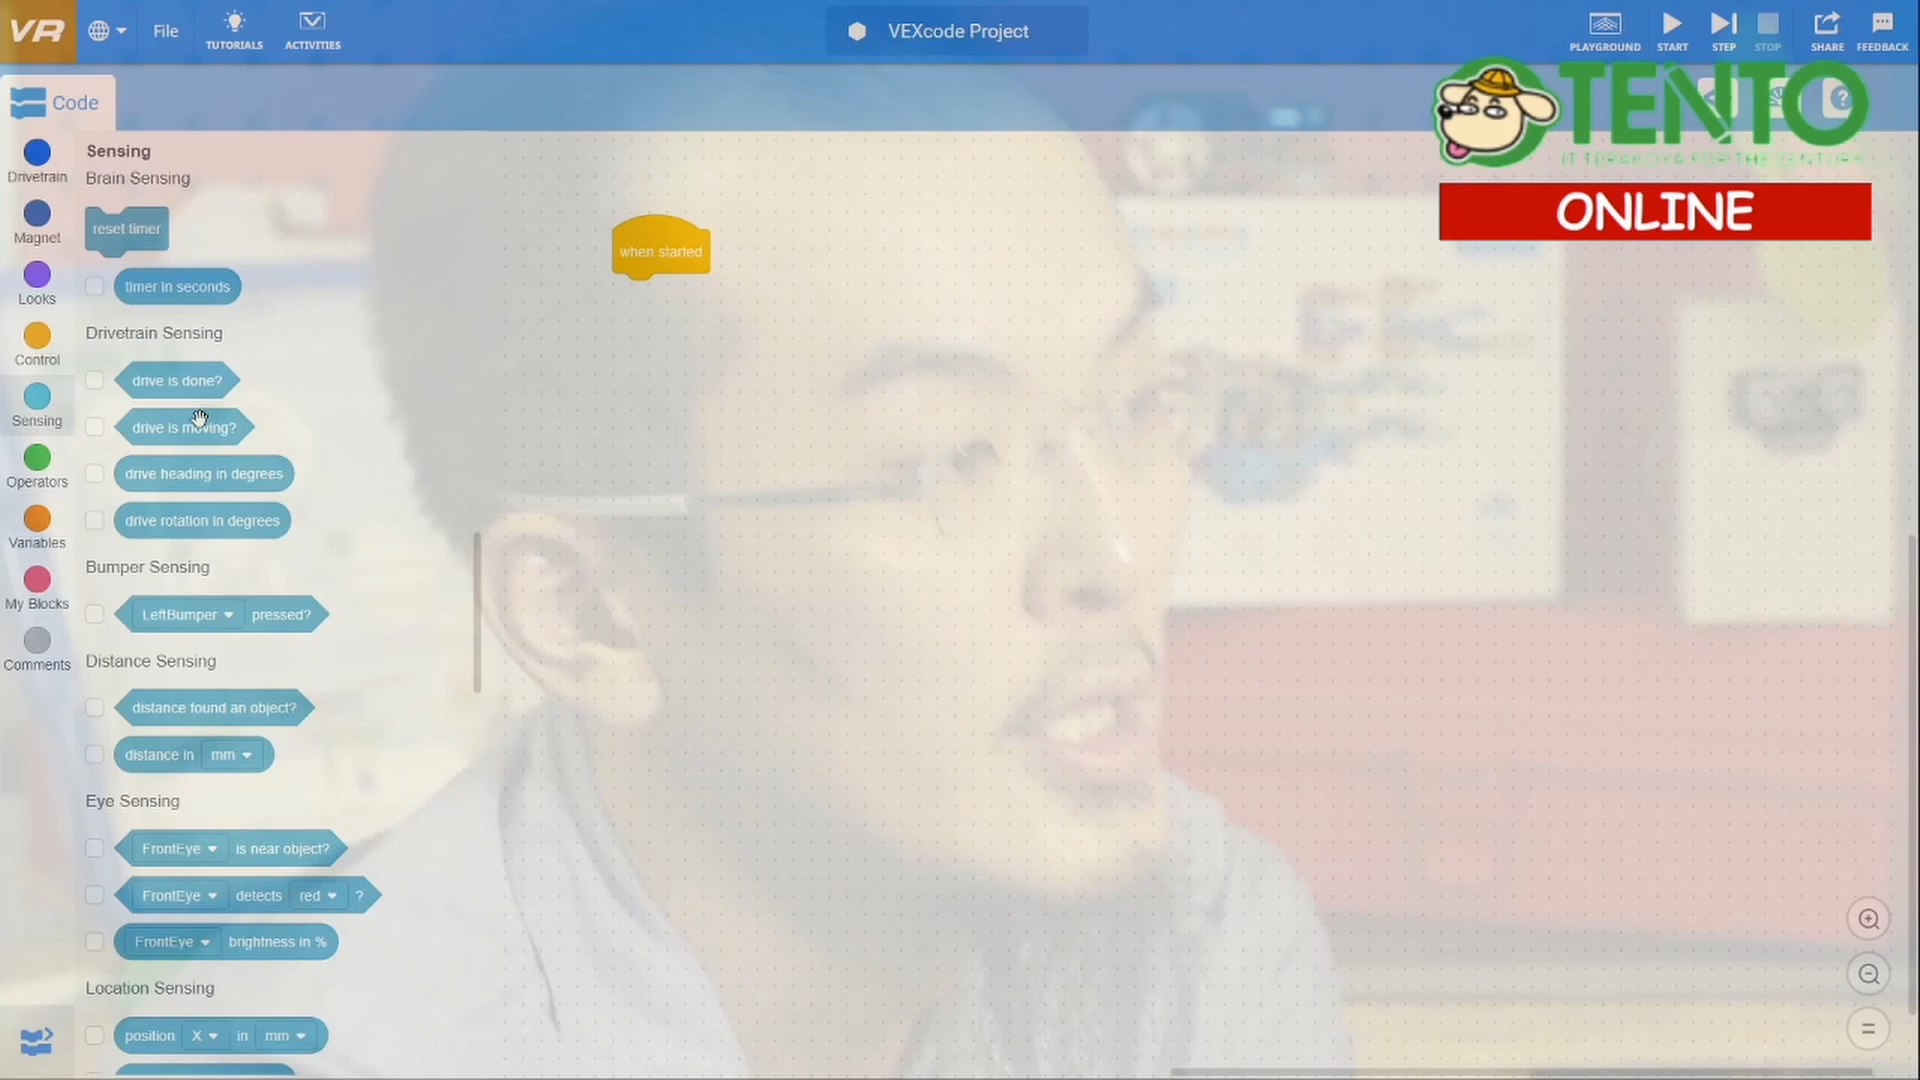 VR
File
TUTORIALS
ACTIVITIES
VEXcode Project
PLAYGROUND
START
STEP
STOP
SHARE
FEEDBACK
Code
TENTO
ONLINE
Drivetrain
Magnet
Looks
Control
Sensing
Operators
Variables
My Blocks
Comments
Sensing
Brain Sensing
reset timer
timer in seconds
Drivetrain Sensing
drive is done?
drive is moving?
drive heading in degrees
drive rotation in degrees
Bumper Sensing
LeftBumper pressed?
Distance Sensing
distance found an object?
distance in mm
Eye Sensing
FrontEye is near object?
FrontEye detects red ?
FrontEye brightness in %
Location Sensing
position X in mm
when started